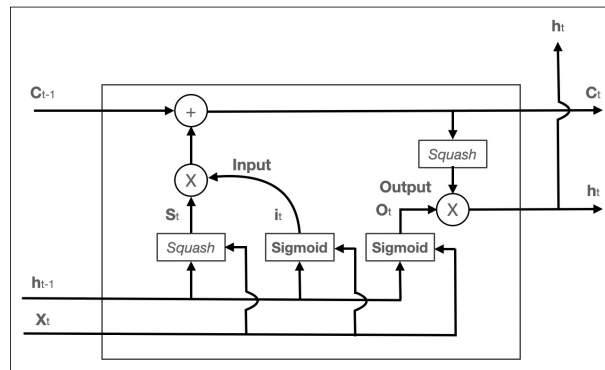 ht
Ct-1
Ct
+
Squash
Input
X
Output
St
it
Ot
X
ht
Squash
Sigmoid
Sigmoid
ht-1
Xt